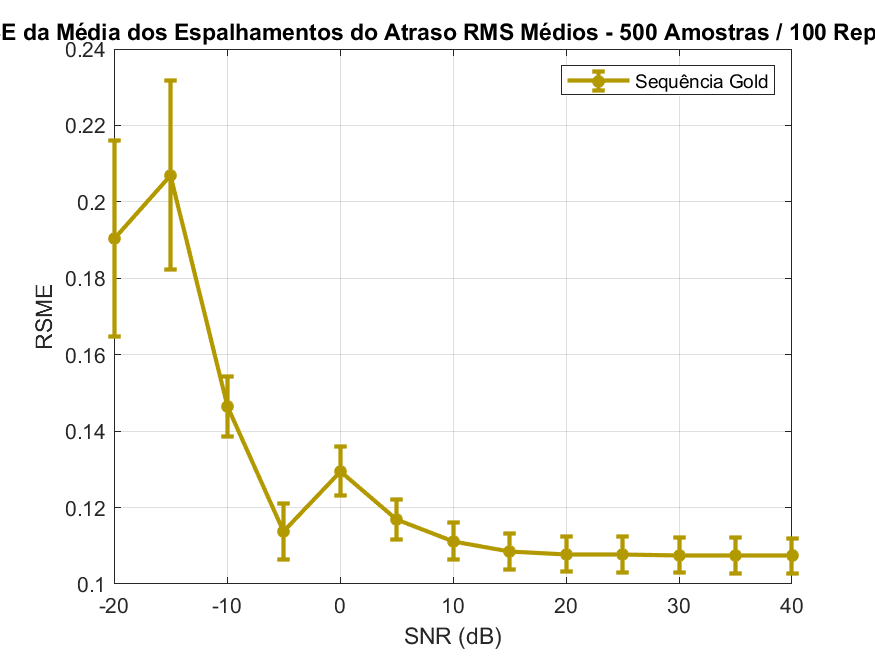 E da Média dos Espalhamentos do Atraso RMS Médios - 500 Amostras / 100 Rep
Sequência Gold
0.24
0.22
0.2
0.18
0.16
0.14
0.12
0.1
RSME
-20 -10 0 10 20 30 40
SNR (dB)